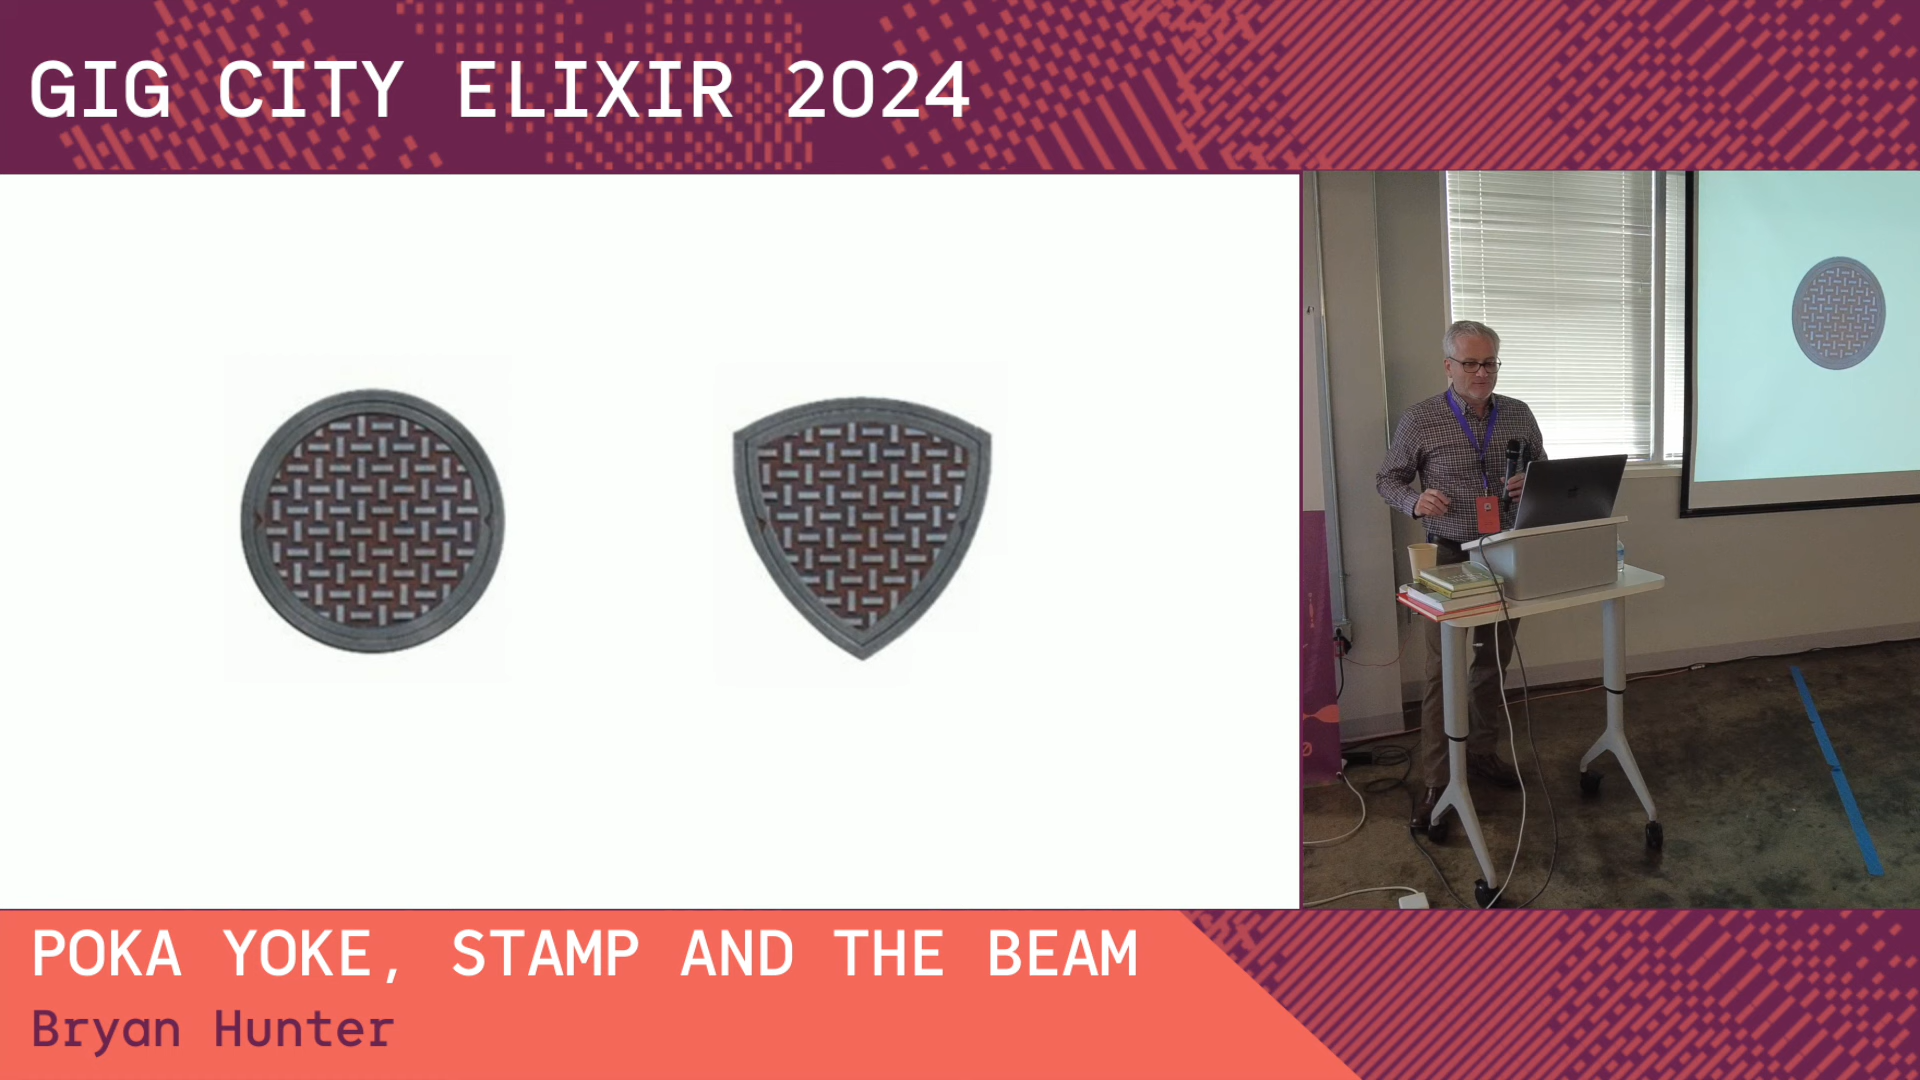 GIG CITY ELIXIR 2024
POKA YOKE, STAMP AND THE BEAM
Bryan Hunter